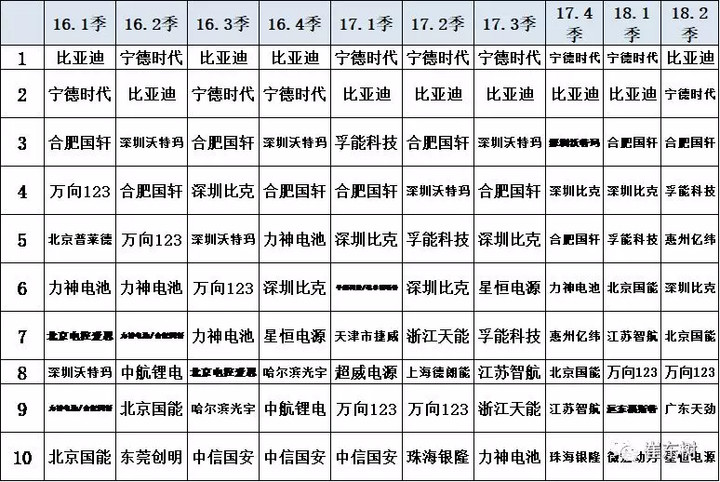 16.1季 16.2季 16.3季 16.4季 17.1季 17.2季 17.3季 17.4季 18.1季 18.2季
1 比亚迪 宁德时代 比亚迪 比亚迪 宁德时代 宁德时代 宁德时代 宁德时代 宁德时代 比亚迪
2 宁德时代 比亚迪 宁德时代 宁德时代 比亚迪 比亚迪 比亚迪 比亚迪 比亚迪 宁德时代
3 合肥国轩 深圳沃特玛 合肥国轩 深圳沃特玛 孚能科技 合肥国轩 深圳沃特玛 深圳沃特玛 合肥国轩 合肥国轩
4 万向123 合肥国轩 深圳比克 合肥国轩 合肥国轩 深圳沃特玛 合肥国轩 深圳比克 深圳比克 孚能科技
5 北京普莱德 万向123 深圳沃特玛 力神电池 深圳比克 孚能科技 深圳比克 合肥国轩 孚能科技 惠州亿纬
6 力神电池 力神电池 万向123 深圳比克 深圳比克 星恒电源 力神电池 北京国能 深圳比克
7 力神电池 星恒电源 天津市捷威 浙江天能 孚能科技 惠州亿纬 江苏智航 北京国能
8 深圳沃特玛 中航锂电 哈尔滨光宇 超威电源 上海德朗能 江苏智航 北京国能 万向123 万向123
9 北京国能 哈尔滨光宇 中航锂电 万向123 万向123 浙江天能 江苏智航 广东天劲
10 北京国能 东莞创明 中信国安 中信国安 中信国安 珠海银隆 力神电池 珠海银隆 星恒电源
崔东树